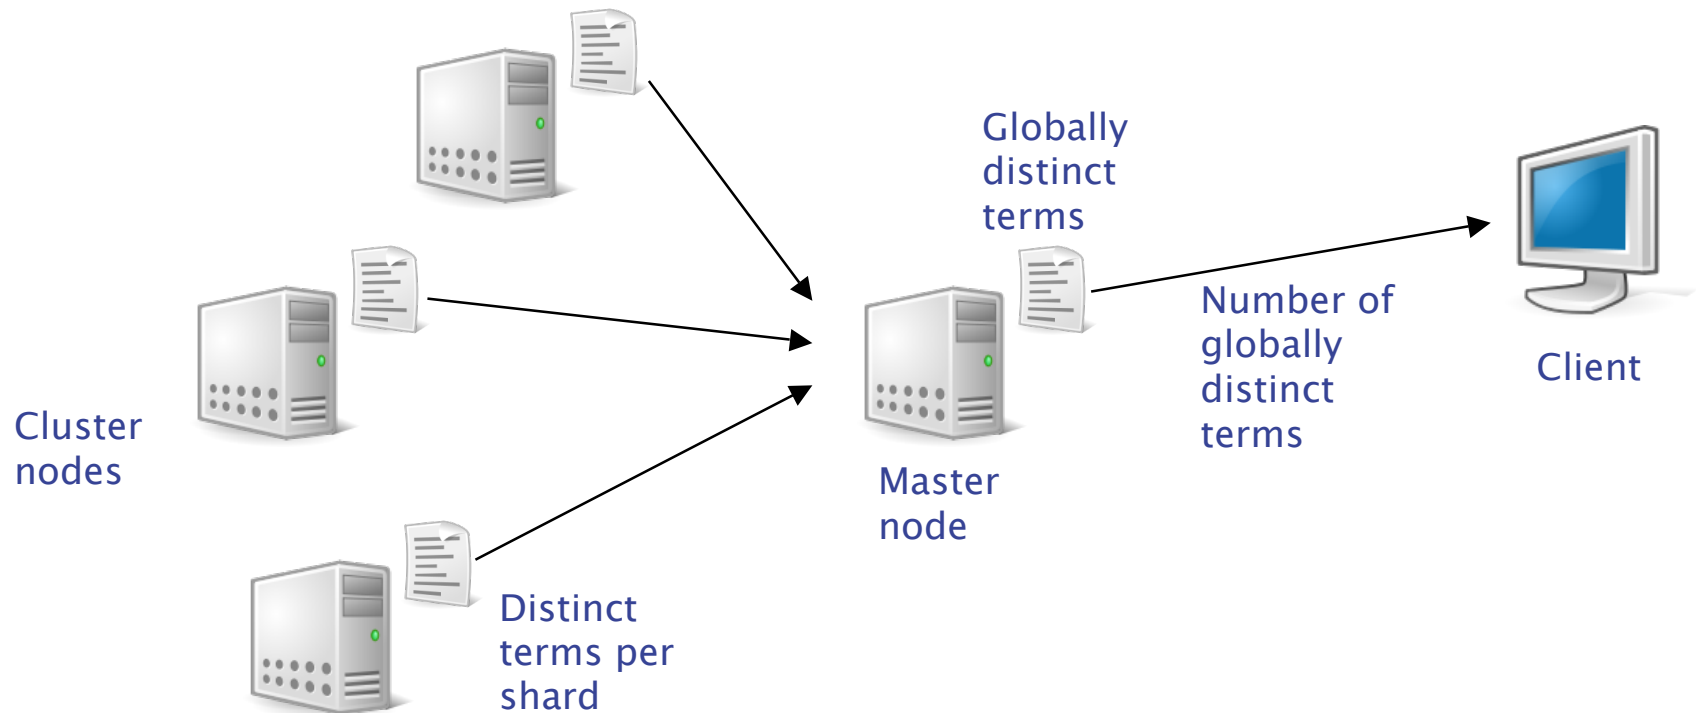 Globally
distinct
terms
Number of
globally
distinct
terms
Client
Cluster
nodes
Master
node
Distinct
terms per
shard